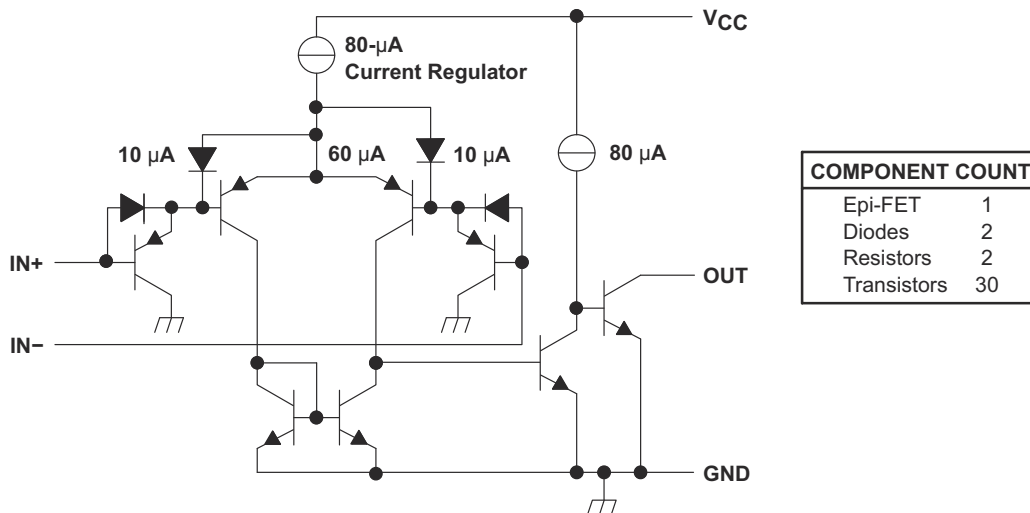 VCC
80-µA
Current Regulator
10 µA
60 µA
10 µA
80 µA
IN+
OUT
IN−
GND
COMPONENT COUNT
Epi-FET 1
Diodes 2
Resistors 2
Transistors 30